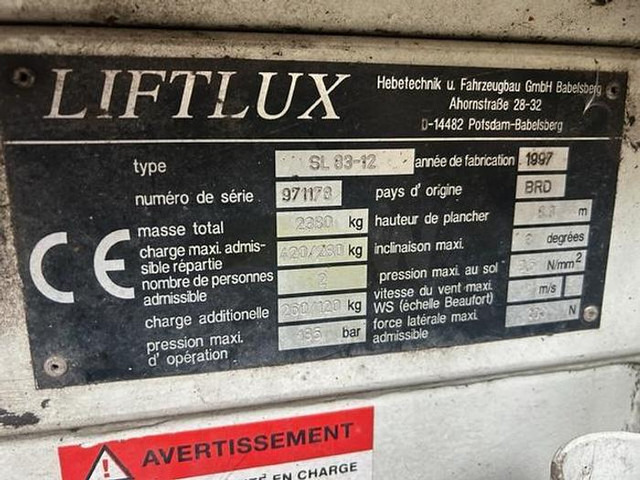 LIFTLUX
Hebetechnik u. Fahrzeugbau GmbH Babelsberg
Ahornstraße 28-32
D-14482 Potsdam-Babelsberg
type SL 83-12 année de fabrication 1997
numéro de série pays d' origine BRD
masse total kg hauteur de plancher m
charge maxi. admis-
sible répartie kg inclinaison maxi. degrées
nombre de personnes
admissible 2 pression maxi. au sol N/mm²
charge additionelle kg vitesse du vent maxi.
WS (échelle Beaufort) m/s
pression maxi.
d' opération bar force latérale maxi.
admissible N
CE
AVERTISSEMENT
EN CHARGE